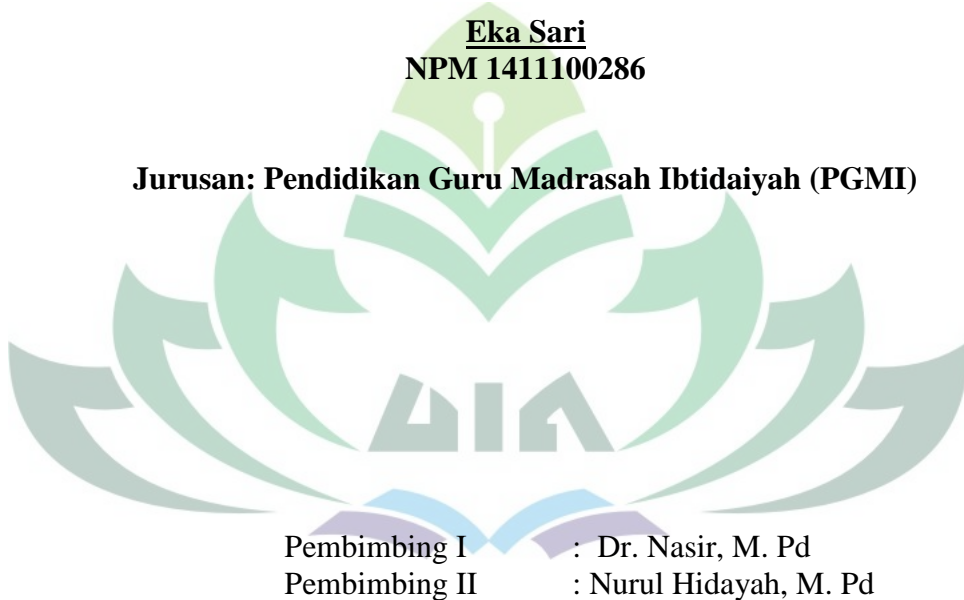 Eka Sari
NPM 1411100286
Jurusan: Pendidikan Guru Madrasah Ibtidaiyah (PGMI)
UIN
Pembimbing I : Dr. Nasir, M. Pd
Pembimbing II : Nurul Hidayah, M. Pd